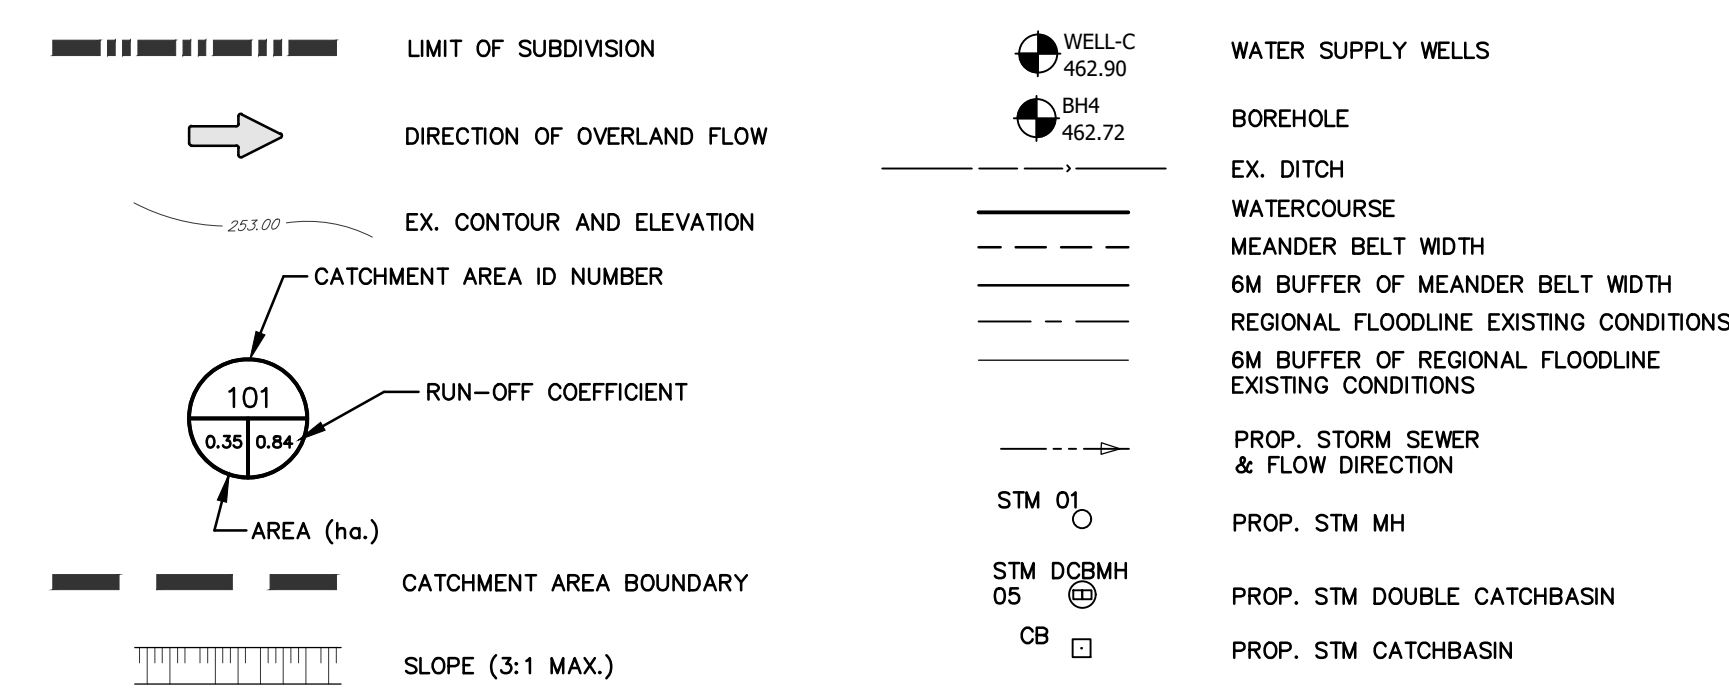 LIMIT OF SUBDIVISION
DIRECTION OF OVERLAND FLOW
253.00
EX. CONTOUR AND ELEVATION
CATCHMENT AREA ID NUMBER
101
RUN-OFF COEFFICIENT
0.35 0.84
AREA (ha.)
CATCHMENT AREA BOUNDARY
SLOPE (3:1 MAX.)
WELL-C
462.90
WATER SUPPLY WELLS
BH4
462.72
BOREHOLE
EX. DITCH
WATERCOURSE
MEANDER BELT WIDTH
6M BUFFER OF MEANDER BELT WIDTH
REGIONAL FLOODLINE EXISTING CONDITIONS
6M BUFFER OF REGIONAL FLOODLINE
EXISTING CONDITIONS
PROP. STORM SEWER
& FLOW DIRECTION
STM 01
PROP. STM MH
STM DCBMH
05
PROP. STM DOUBLE CATCHBASIN
CB
PROP. STM CATCHBASIN